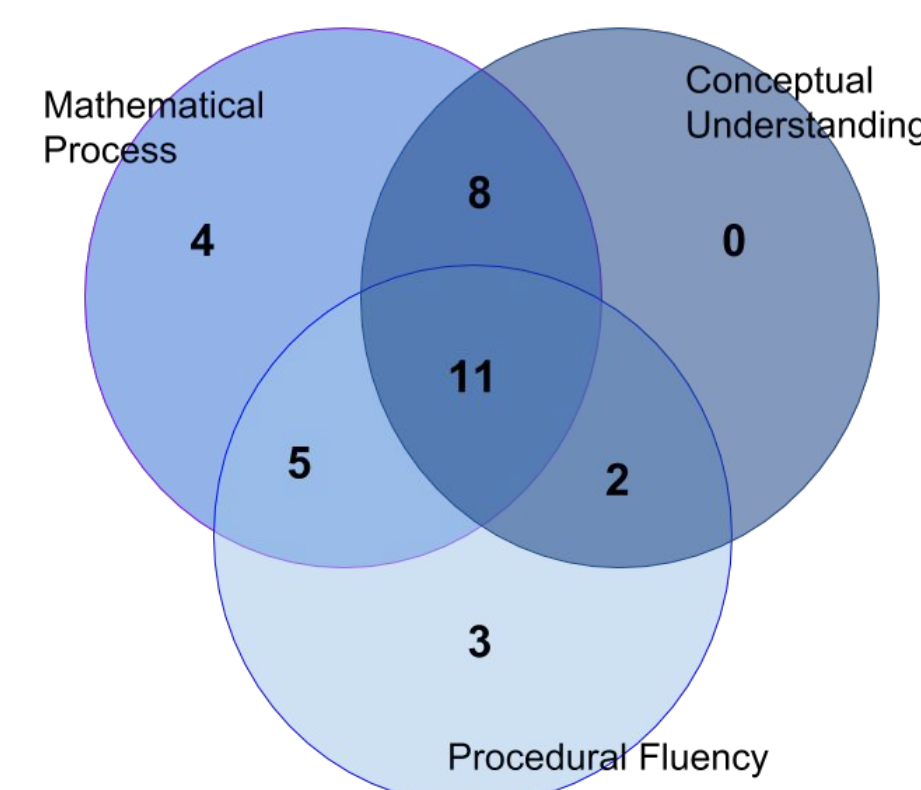 Mathematical
Process
Conceptual
Understanding
8
4
0
11
5
2
3
Procedural Fluency